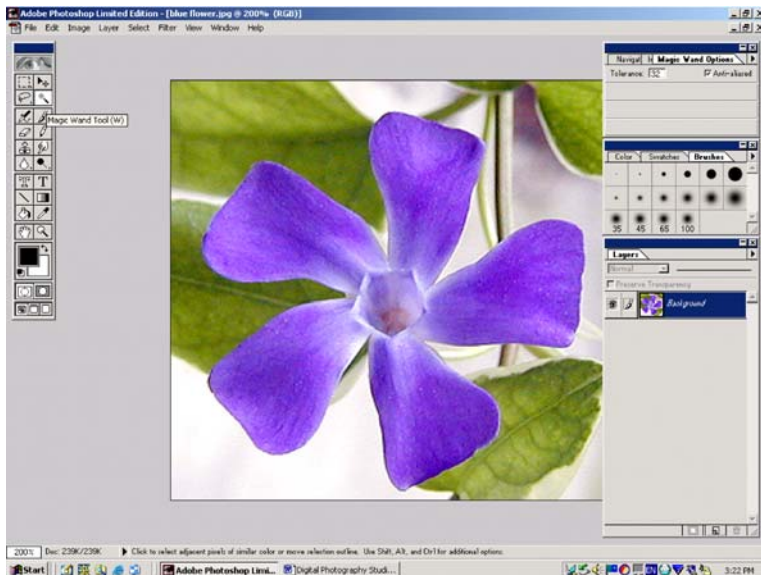 Adobe Photoshop Limited Edition - [blue flower.jpg @ 200% (RGB)]
File Edit Image Layer Select Filter View Window Help
Magic Wand Tool (W)
T
Navigat Magic Wand Options
Tolerance: 32 Anti-aliased
Color Swatches Brushes
35 45 65 100
Layers
Normal
Preserve Transparency
Background
200% Doc: 239K/239K Click to select adjacent pixels of similar color or move selection outline. Use Shift, Alt, and Ctrl for additional options.
Start Adobe Photoshop Limi... Digital Photography Studi... EN 3:22 PM